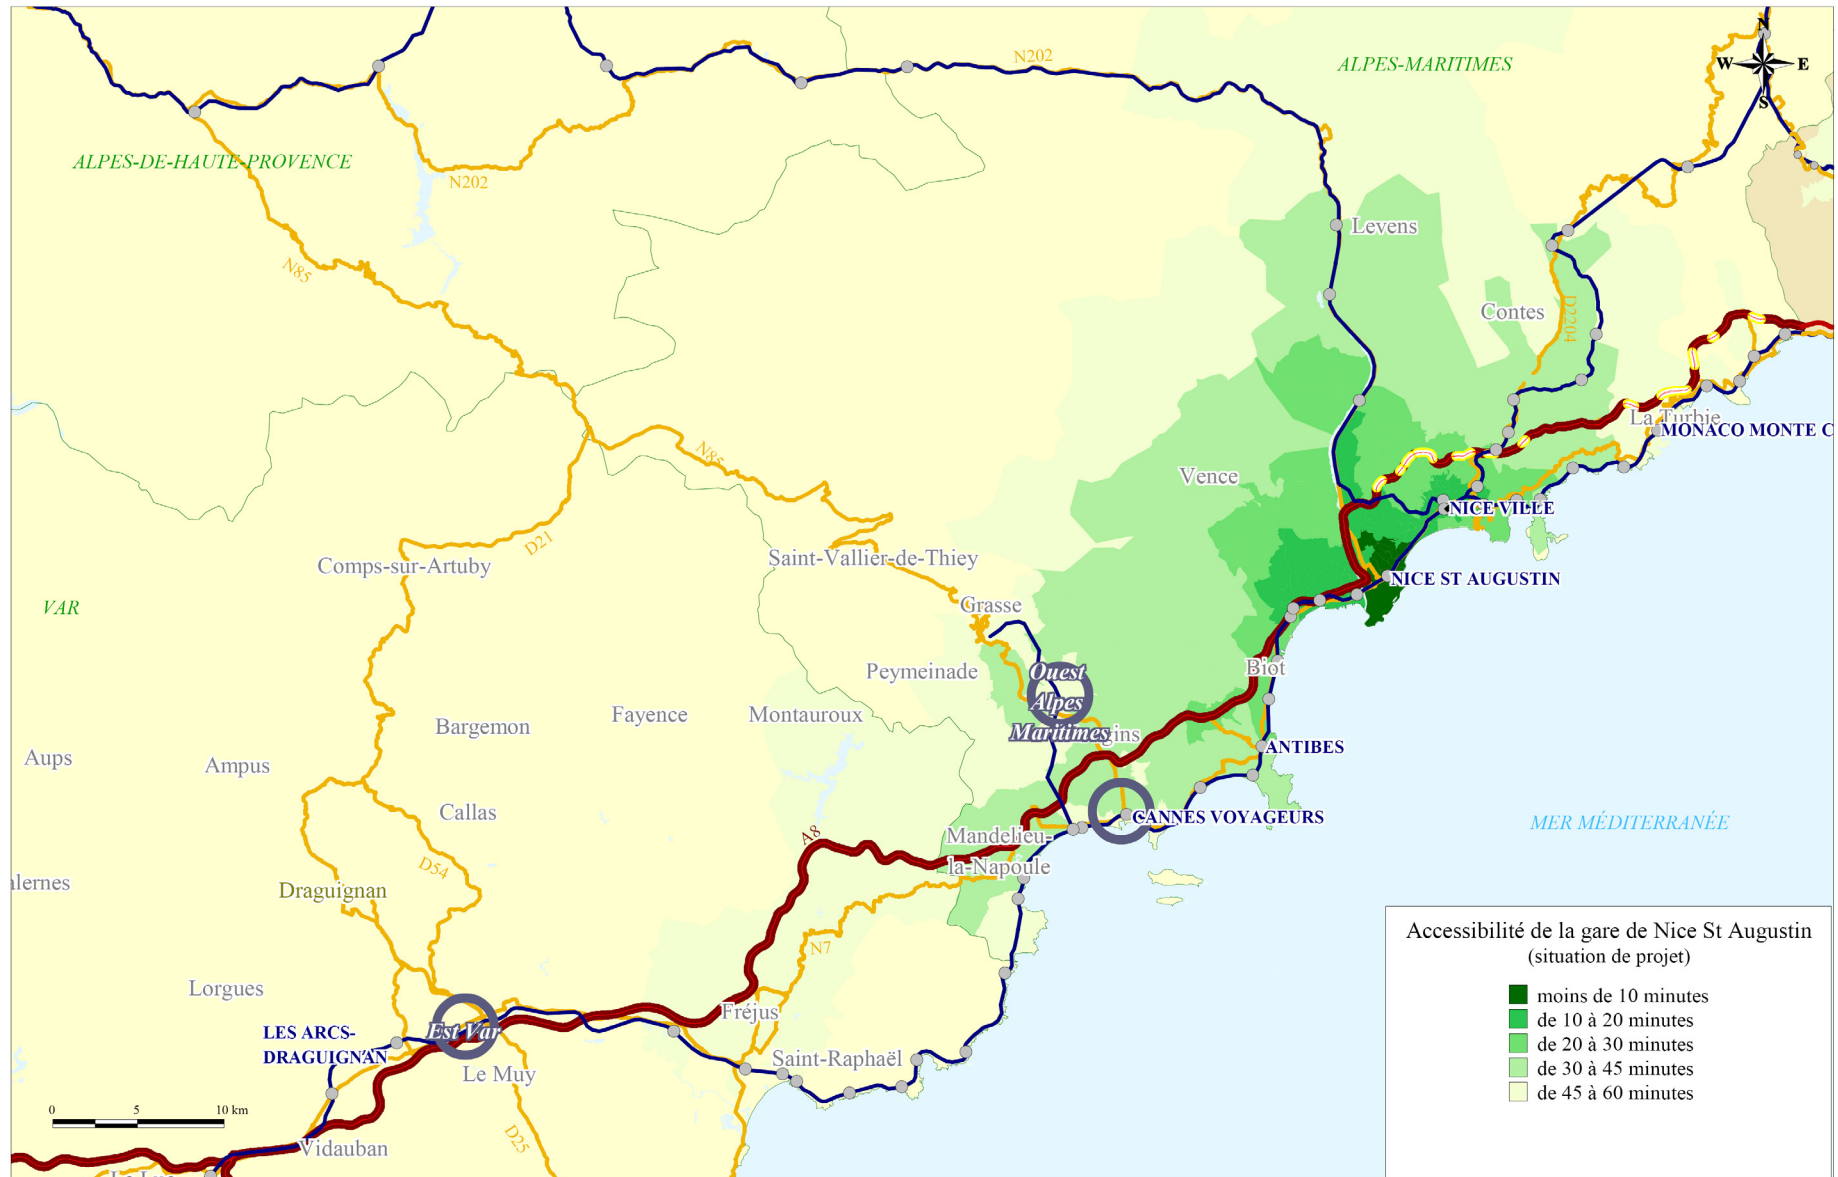 N
W E
S
N202
ALPES-MARITIMES
ALPES-DE-HAUTE-PROVENCE
N202
Levens
N85
Contes
D2204
La Turbie
MONACO MONTE C
N85
Vence
NICE VILLE
D21
Comps-sur-Artuby
Saint-Vallier-de-Thiey
NICE ST AUGUSTIN
VAR
Grasse
Peymeinade
Ouest
Alpes
Maritimes
gins
Biot
Bargemon
Fayence
Montauroux
ANTIBES
Aups
Ampus
Callas
CANNES VOYAGEURS
MER MÉDITERRANÉE
A8
Mandelieu-
la-Napoule
D54
alernes
Draguignan
N7
Lorgues
Fréjus
Est Var
LES ARCS-
DRAGUIGNAN
Saint-Raphaël
Le Muy
0 5 10 km
D25
Vidauban
Le Luc
Accessibilité de la gare de Nice St Augustin
(situation de projet)
moins de 10 minutes
de 10 à 20 minutes
de 20 à 30 minutes
de 30 à 45 minutes
de 45 à 60 minutes